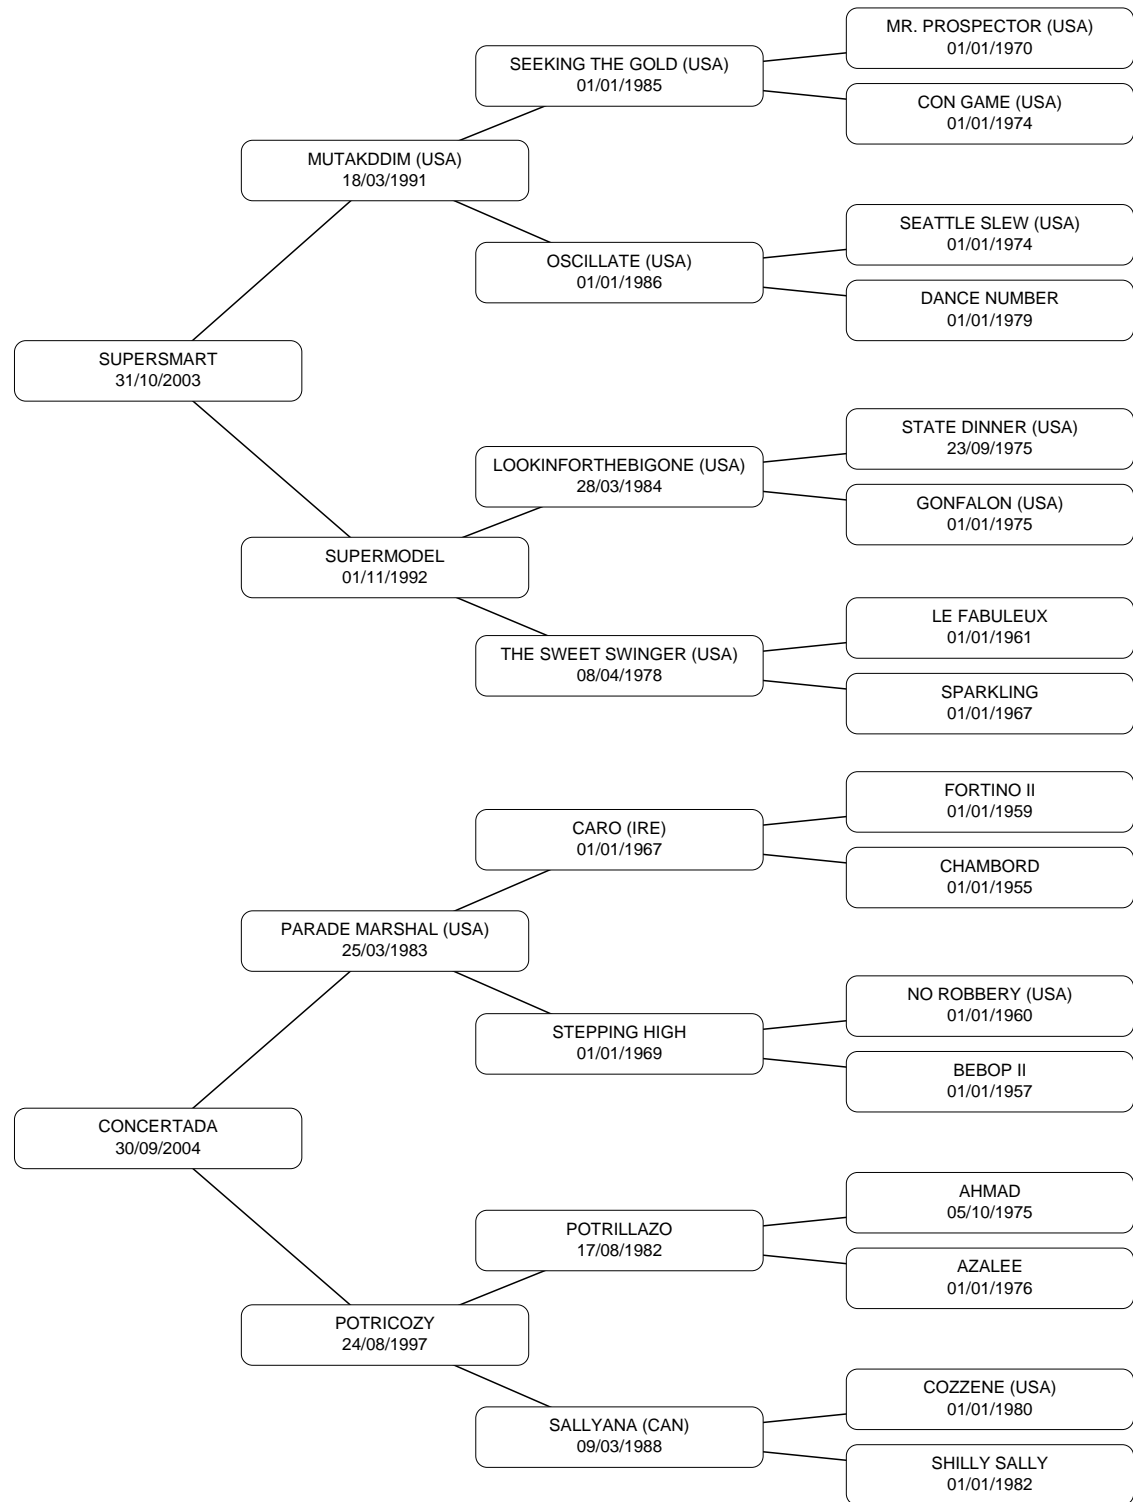 MR. PROSPECTOR (USA)
01/01/1970
SEEKING THE GOLD (USA)
01/01/1985
CON GAME (USA)
01/01/1974
MUTAKDDIM (USA)
18/03/1991
SEATTLE SLEW (USA)
01/01/1974
OSCILLATE (USA)
01/01/1986
DANCE NUMBER
01/01/1979
SUPERSMART
31/10/2003
STATE DINNER (USA)
23/09/1975
LOOKINFORTHEBIGONE (USA)
28/03/1984
GONFALON (USA)
01/01/1975
SUPERMODEL
01/11/1992
LE FABULEUX
01/01/1961
THE SWEET SWINGER (USA)
08/04/1978
SPARKLING
01/01/1967
FORTINO II
01/01/1959
CARO (IRE)
01/01/1967
CHAMBORD
01/01/1955
PARADE MARSHAL (USA)
25/03/1983
NO ROBBERY (USA)
01/01/1960
STEPPING HIGH
01/01/1969
BEBOP II
01/01/1957
CONCERTADA
30/09/2004
AHMAD
05/10/1975
POTRILLAZO
17/08/1982
AZALEE
01/01/1976
POTRICOZY
24/08/1997
COZZENE (USA)
01/01/1980
SALLYANA (CAN)
09/03/1988
SHILLY SALLY
01/01/1982